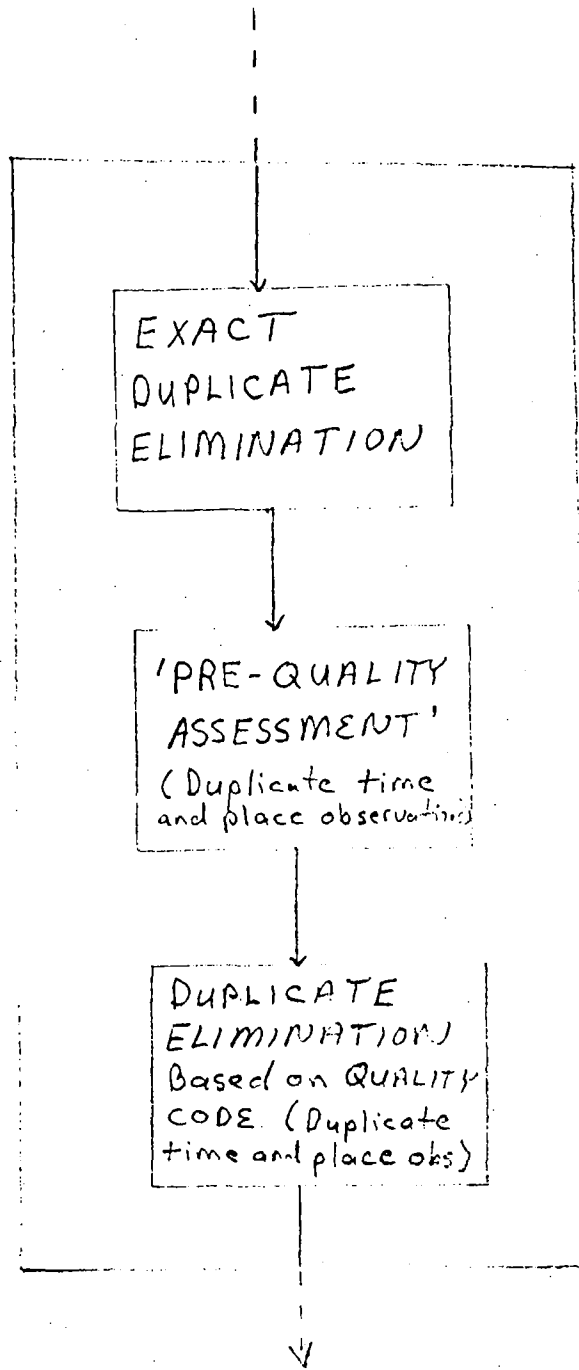 EXACT
DUPLICATE
ELIMINATION
'PRE-QUALITY
ASSESSMENT'
(Duplicate time
and place observations)
DUPLICATE
ELIMINATION
Based on QUALITY
CODE (Duplicate
time and place obs)